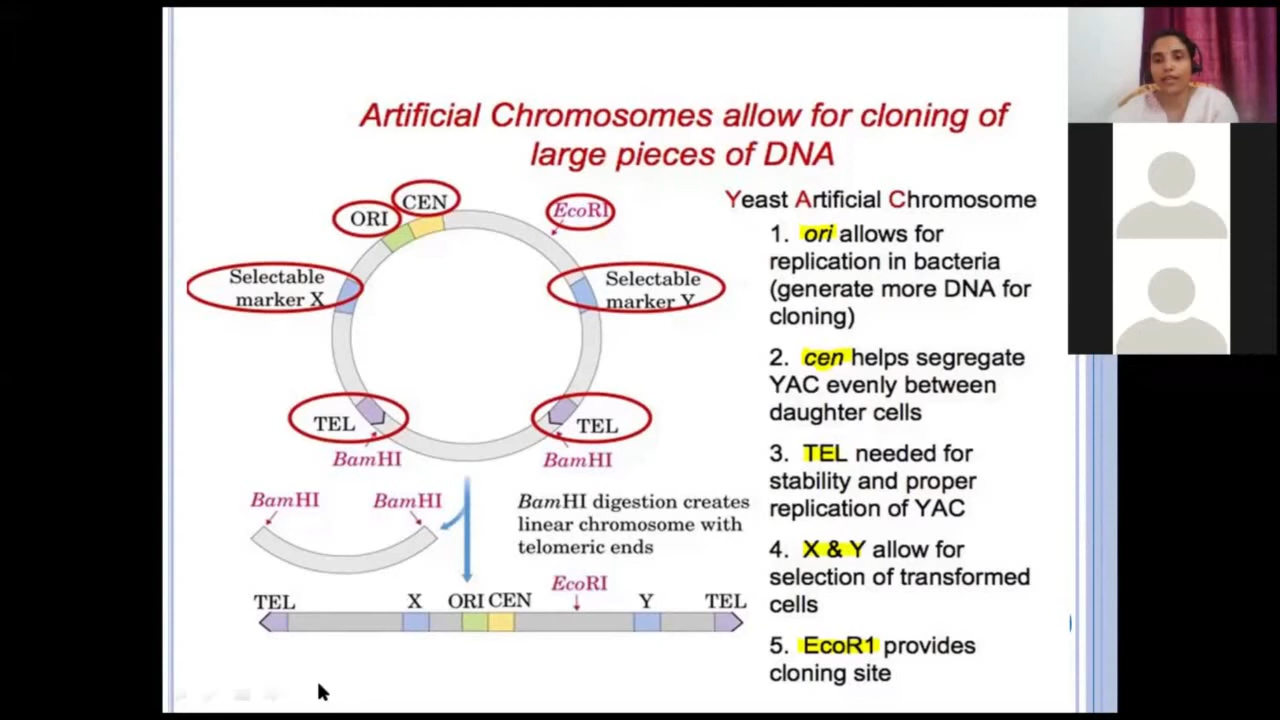 Artificial Chromosomes allow for cloning of
large pieces of DNA
CEN
ORI
EcoRI
Selectable
marker X
Selectable
marker Y
TEL
TEL
BamHI
BamHI
BamHI
BamHI
BamHI digestion creates
linear chromosome with
telomeric ends
EcoRI
TEL
X
ORI
CEN
Y
TEL
Yeast Artificial Chromosome
1. ori allows for
replication in bacteria
(generate more DNA for
cloning)
2. cen helps segregate
YAC evenly between
daughter cells
3. TEL needed for
stability and proper
replication of YAC
4. X & Y allow for
selection of transformed
cells
5. EcoR1 provides
cloning site